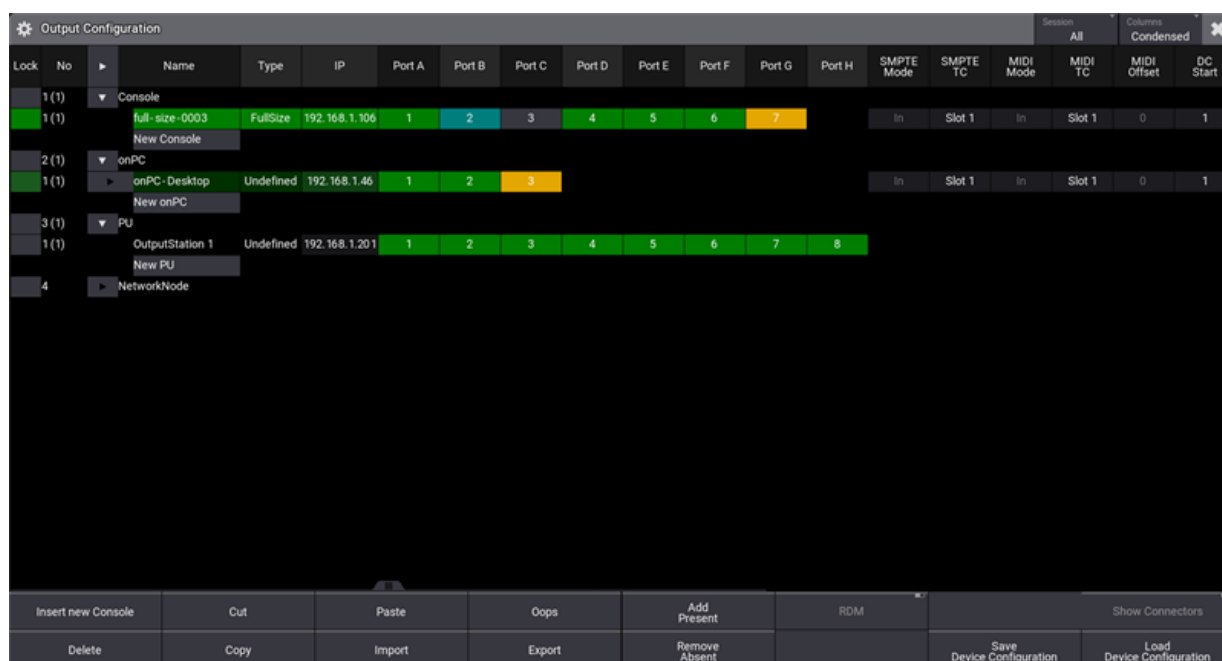 Output Configuration
Session
All
Columns
Condensed
Lock No Name Type IP Port A Port B Port C Port D Port E Port F Port G Port H SMPTE Mode SMPTE TC MIDI Mode MIDI TC MIDI Offset DC Start
1 (1) Console
1 (1) full-size-0003 FullSize 192.168.1.106 1 2 3 4 5 6 7 In Slot 1 In Slot 1 0 1
New Console
2 (1) onPC
1 (1) onPC-Desktop Undefined 192.168.1.46 1 2 3 In Slot 1 In Slot 1 0 1
New onPC
3 (1) PU
1 (1) OutputStation 1 Undefined 192.168.1.201 1 2 3 4 5 6 7 8
New PU
4 NetworkNode
Insert new Console Cut Paste Oops Add Present RDM Show Connectors
Delete Copy Import Export Remove Absent Save Device Configuration Load Device Configuration